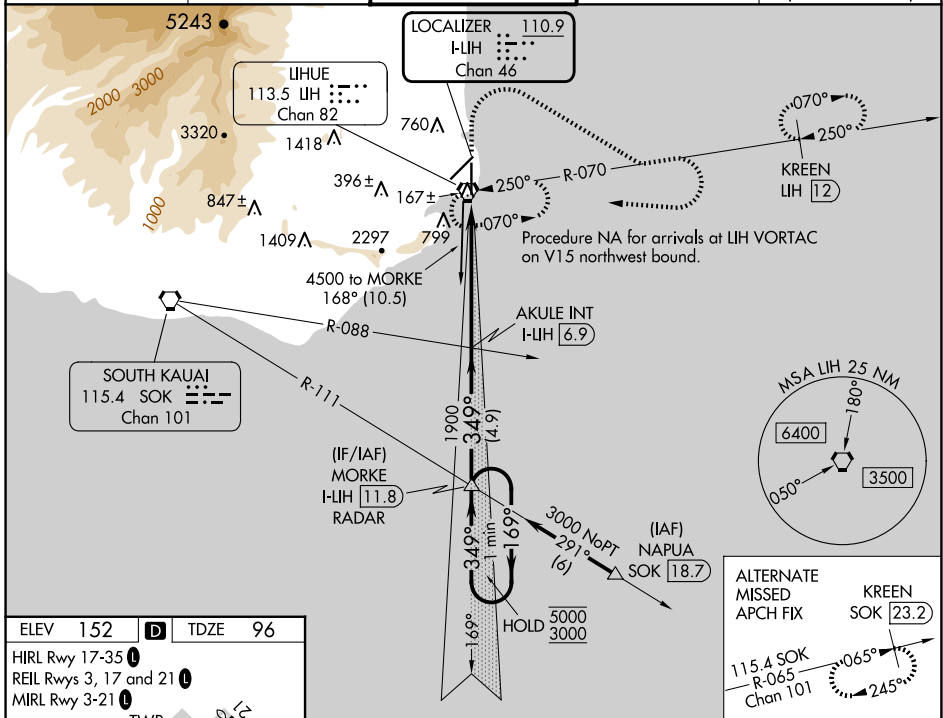 5243
LOCALIZER 110.9
I-LIH
Chan 46
LIHUE
113.5 LIH
Chan 82
2000
3000
3320
1418
760
070°
250°
KREEN
LIH 12
R-070
250°
070°
396±
167±
847±
1000
1409
2297
799
Procedure NA for arrivals at LIH VORTAC
on V15 northwest bound.
4500 to MORKE
168° (10.5)
AKULE INT
I-LIH 6.9
R-088
SOUTH KAUAI
115.4 SOK
Chan 101
R-111
1900
349°
(4.9)
MSA LIH 25 NM
180°
6400
3500
050°
(IF/IAF)
MORKE
I-LIH 11.8
RADAR
349°
1 min
169°
3000 NoPT
291°
(6)
(IAF)
NAPUA
SOK 18.7
HOLD 5000
3000
169°
ALTERNATE
MISSED
APCH FIX
KREEN
SOK 23.2
115.4 SOK
R-065
Chan 101
065°
245°
ELEV 152 D TDZE 96
HIRL Rwy 17-35 L
REIL Rwys 3, 17 and 21 L
MIRL Rwy 3-21 L
21